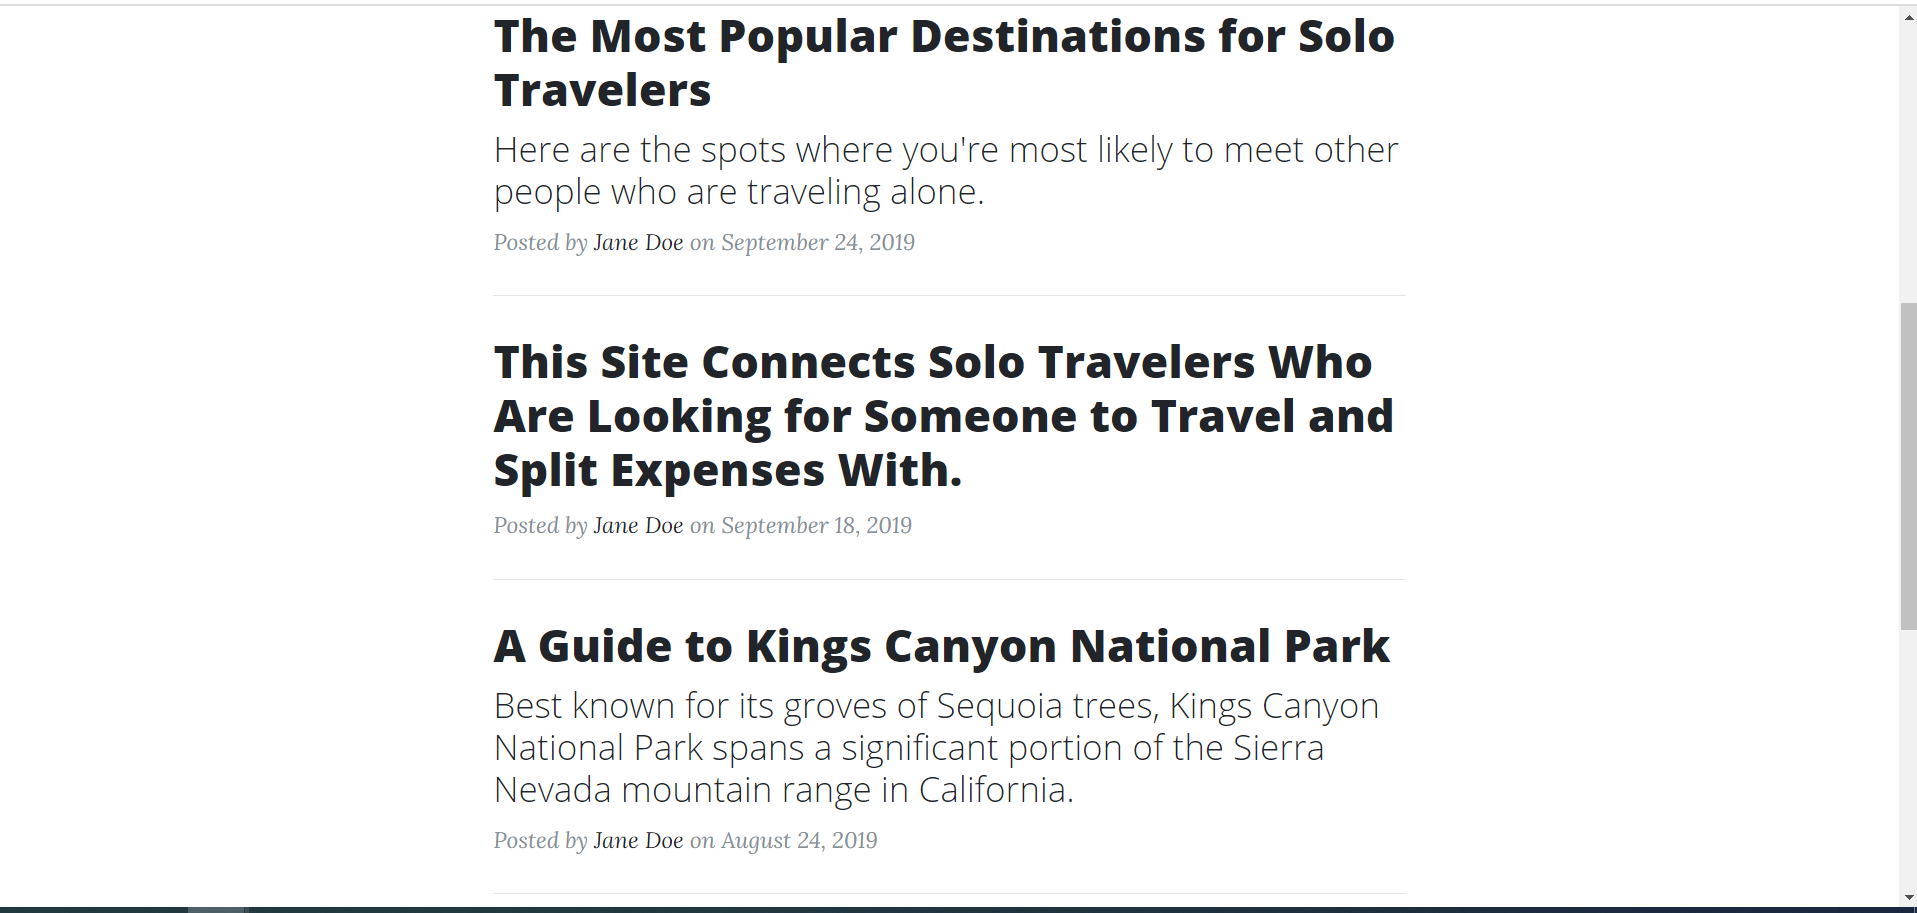 The Most Popular Destinations for Solo
Travelers
Here are the spots where you're most likely to meet other
people who are traveling alone.
Posted by Jane Doe on September 24, 2019
This Site Connects Solo Travelers Who
Are Looking for Someone to Travel and
Split Expenses With.
Posted by Jane Doe on September 18, 2019
A Guide to Kings Canyon National Park
Best known for its groves of Sequoia trees, Kings Canyon
National Park spans a significant portion of the Sierra
Nevada mountain range in California.
Posted by Jane Doe on August 24, 2019